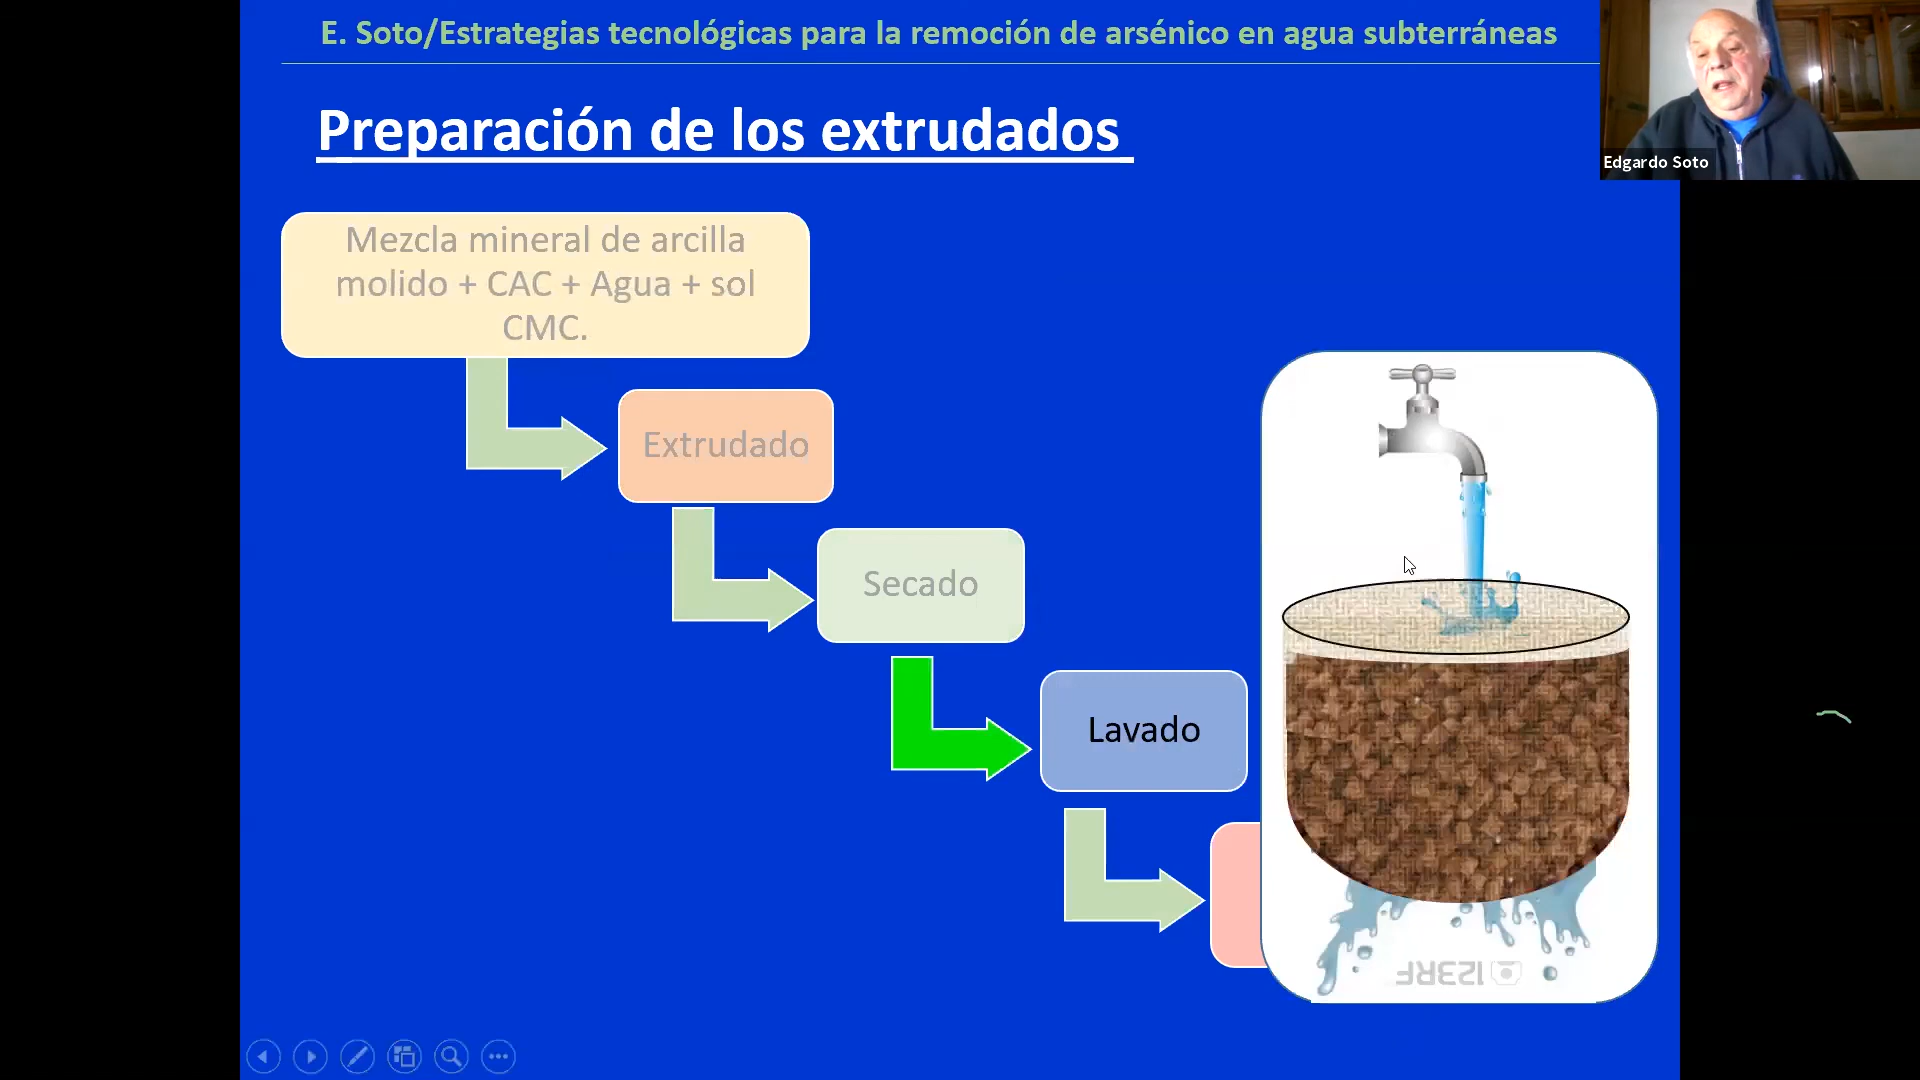 E. Soto/Estrategias tecnológicas para la remoción de arsénico en agua subterráneas
Edgardo Soto
Preparación de los extrudados
Mezcla mineral de arcilla
molido + CAC + Agua + sol
CMC.
Extrudado
Secado
Lavado
123RF